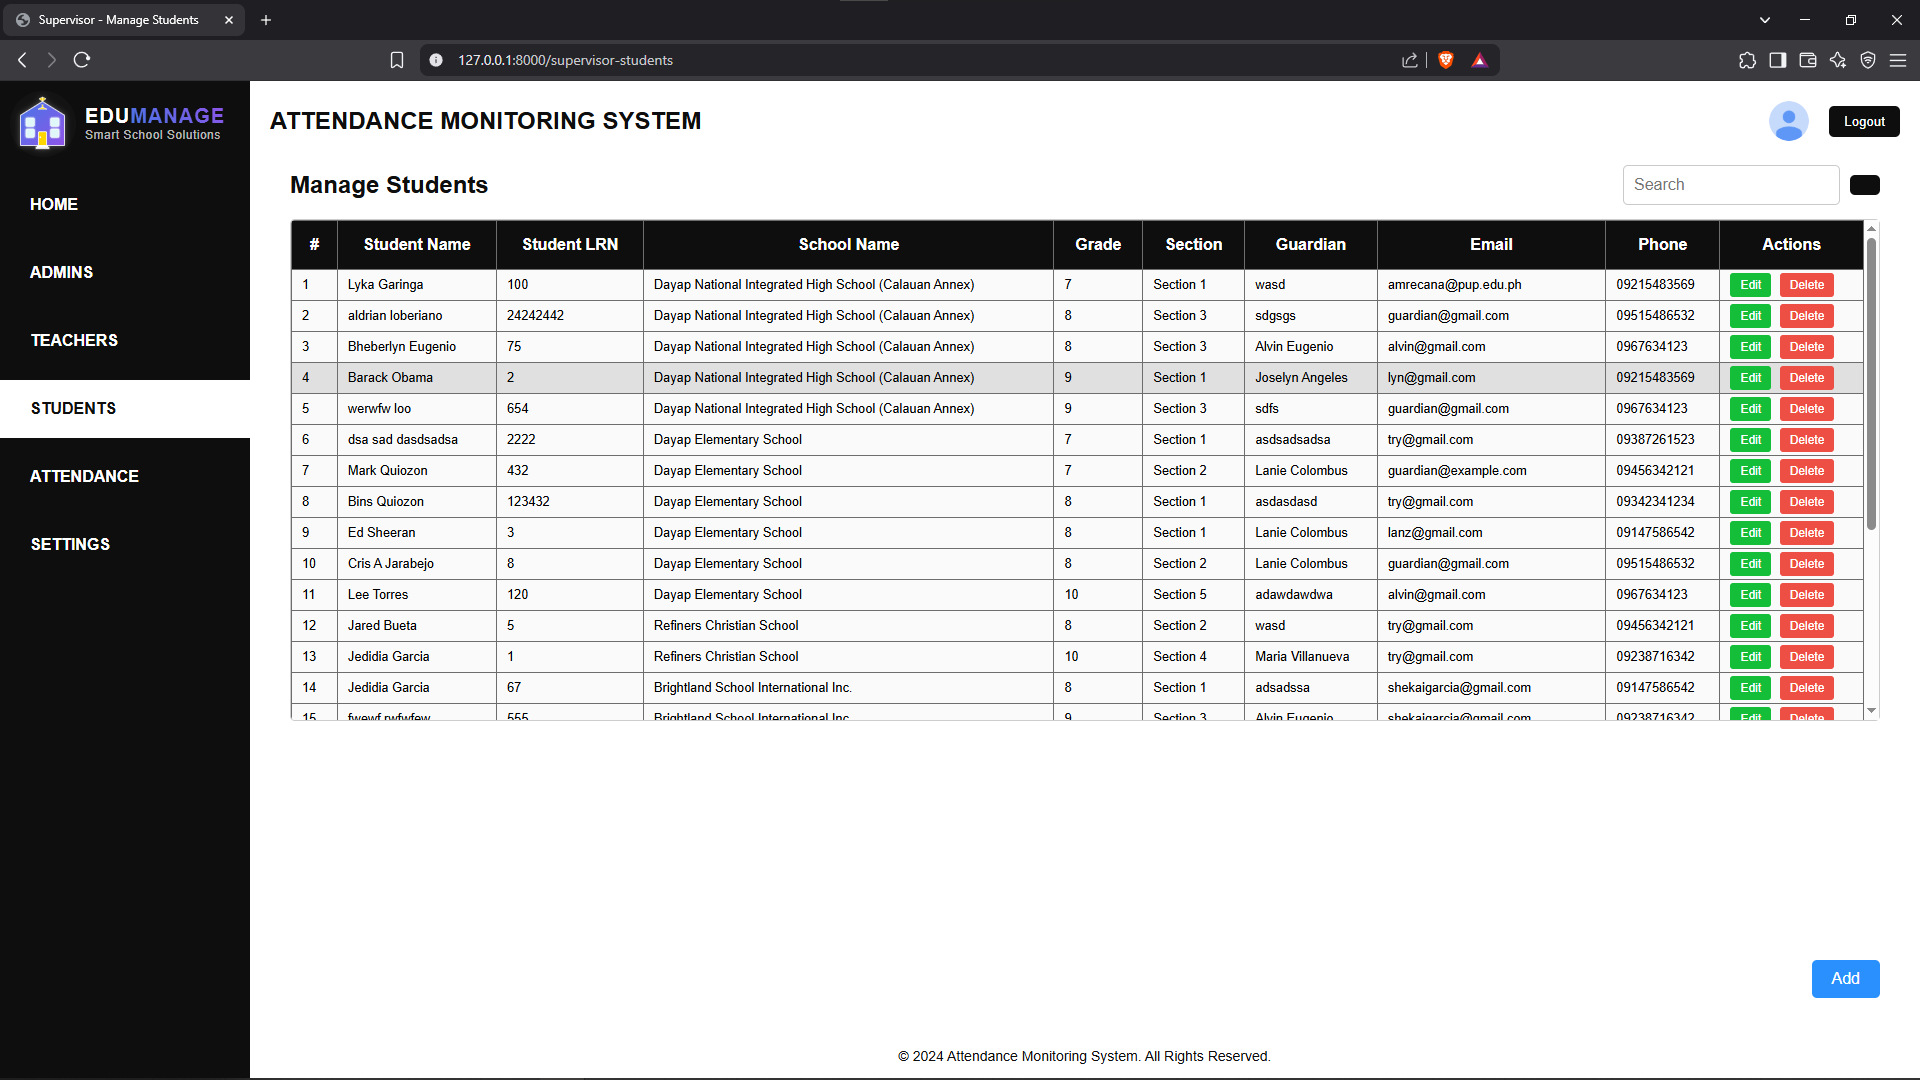 Supervisor - Manage Students
127.0.0.1:8000/supervisor-students
EDUMANAGE
Smart School Solutions
ATTENDANCE MONITORING SYSTEM
Logout
HOME
ADMINS
TEACHERS
STUDENTS
ATTENDANCE
SETTINGS
Manage Students
Search
# Student Name Student LRN School Name Grade Section Guardian Email Phone Actions
1 Lyka Garinga 100 Dayap National Integrated High School (Calauan Annex) 7 Section 1 wasd amrecana@pup.edu.ph 09215483569 Edit Delete
2 aldrian loberiano 24242442 Dayap National Integrated High School (Calauan Annex) 8 Section 3 sdgsgs guardian@gmail.com 09515486532 Edit Delete
3 Bheberlyn Eugenio 75 Dayap National Integrated High School (Calauan Annex) 8 Section 3 Alvin Eugenio alvin@gmail.com 0967634123 Edit Delete
4 Barack Obama 2 Dayap National Integrated High School (Calauan Annex) 9 Section 1 Joselyn Angeles lyn@gmail.com 09215483569 Edit Delete
5 werwfw loo 654 Dayap National Integrated High School (Calauan Annex) 9 Section 3 sdfs guardian@gmail.com 0967634123 Edit Delete
6 dsa sad dasdsadsa 2222 Dayap Elementary School 7 Section 1 asdsadsadsa try@gmail.com 09387261523 Edit Delete
7 Mark Quiozon 432 Dayap Elementary School 7 Section 2 Lanie Colombus guardian@example.com 09456342121 Edit Delete
8 Bins Quiozon 123432 Dayap Elementary School 8 Section 1 asdasdasd try@gmail.com 09342341234 Edit Delete
9 Ed Sheeran 3 Dayap Elementary School 8 Section 1 Lanie Colombus lanz@gmail.com 09147586542 Edit Delete
10 Cris A Jarabejo 8 Dayap Elementary School 8 Section 2 Lanie Colombus guardian@gmail.com 09515486532 Edit Delete
11 Lee Torres 120 Dayap Elementary School 10 Section 5 adawdawdwa alvin@gmail.com 0967634123 Edit Delete
12 Jared Bueta 5 Refiners Christian School 8 Section 2 wasd try@gmail.com 09456342121 Edit Delete
13 Jedidia Garcia 1 Refiners Christian School 10 Section 4 Maria Villanueva try@gmail.com 09238716342 Edit Delete
14 Jedidia Garcia 67 Brightland School International Inc. 8 Section 1 adsadssa shekaigarcia@gmail.com 09147586542 Edit Delete
15 fwewf rwfwfew 555 Brightland School International Inc. 9 Section 3 Alvin Eugenio shekaigarcia@gmail.com 09238716342 Edit Delete
Add
© 2024 Attendance Monitoring System. All Rights Reserved.